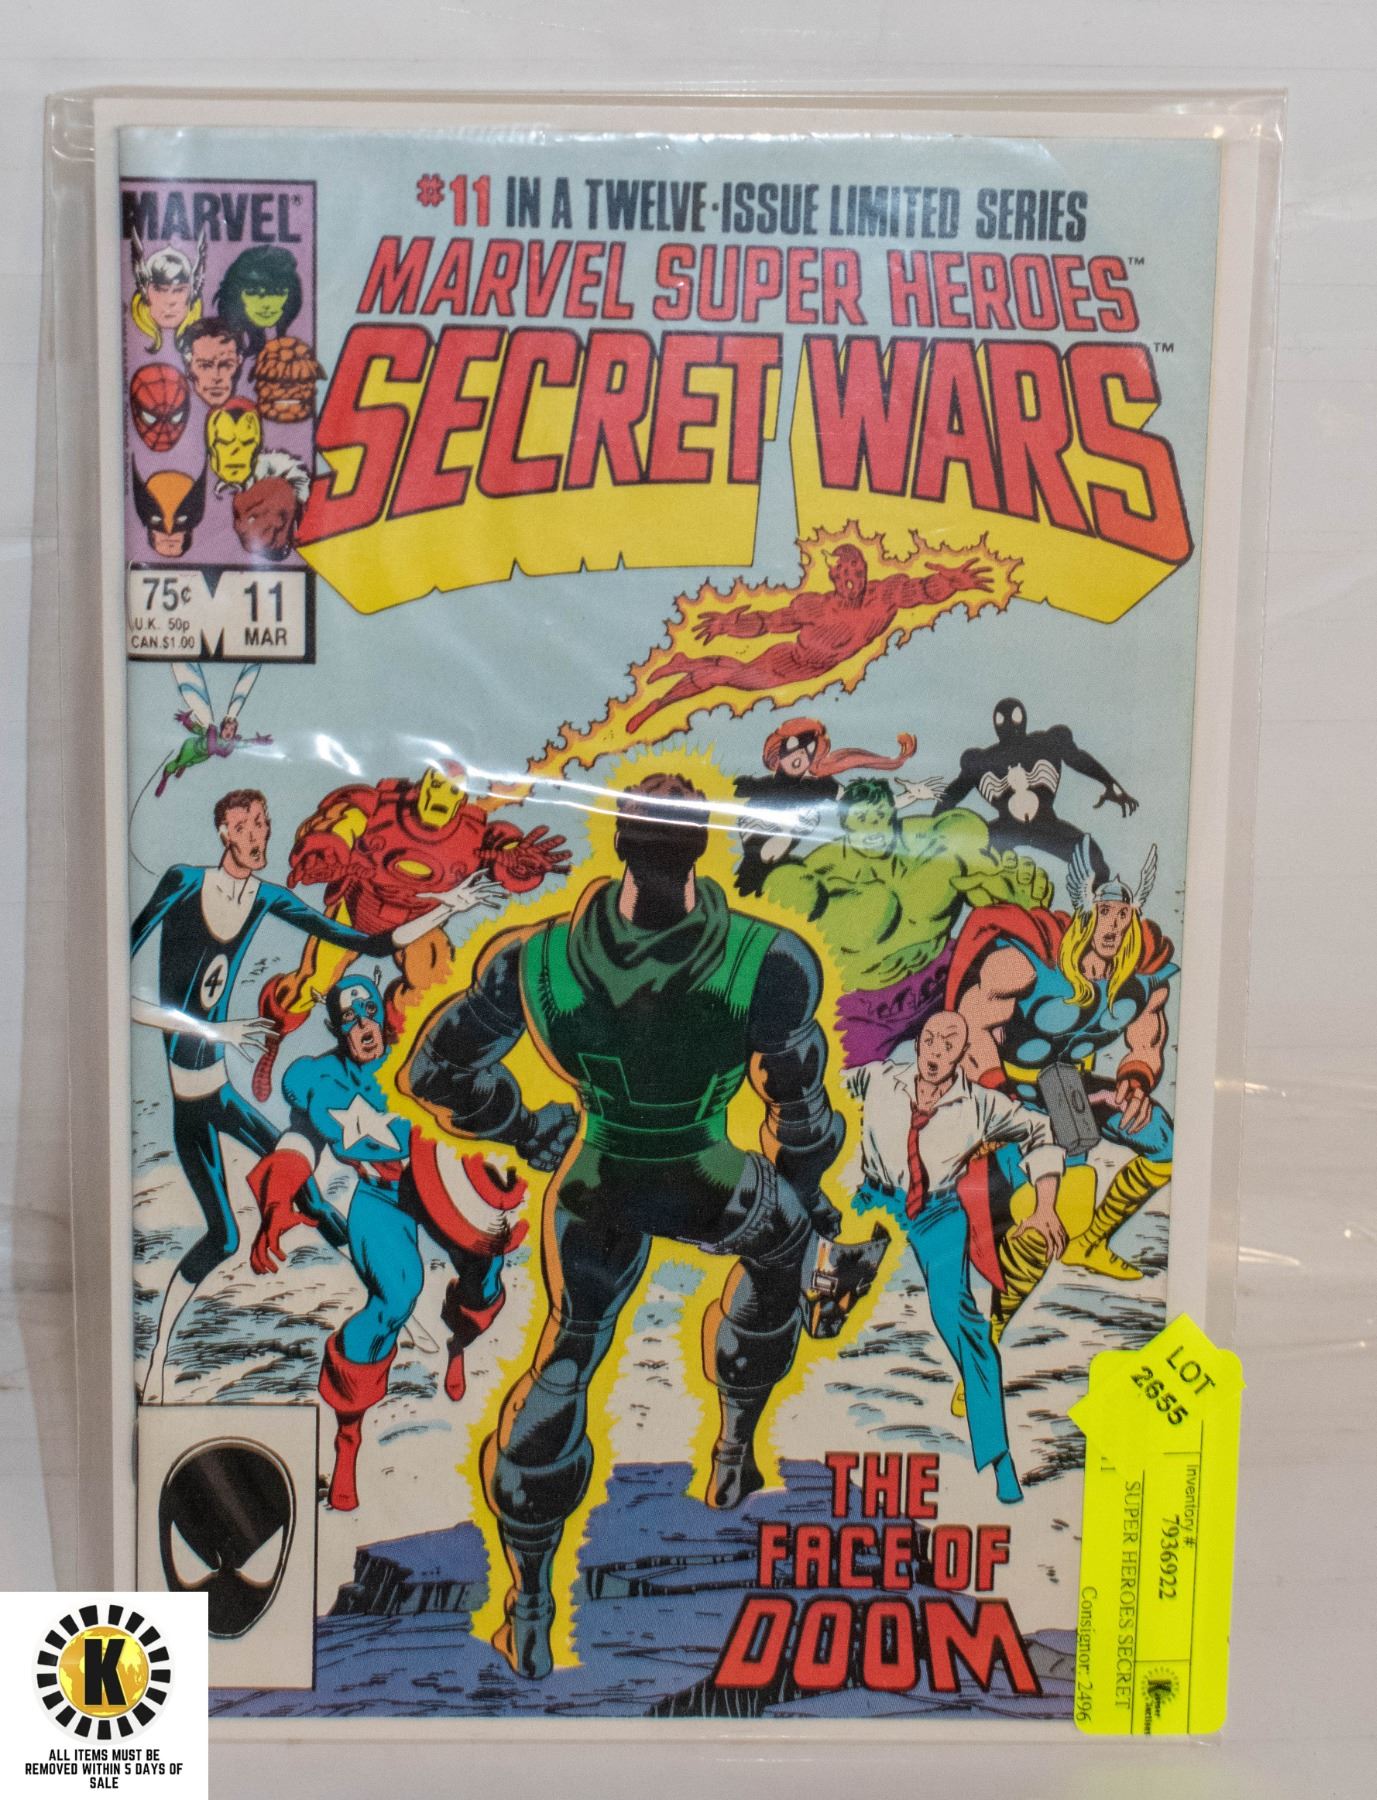 #11 IN A TWELVE-ISSUE LIMITED SERIES
MARVEL®
MARVEL SUPER HEROES™
SECRET WARS™
75¢
U.K. 50p
CAN.$1.00
M
11
MAR
4
THE
FACE OF
DOOM
LOT
2655
Inventory #:
7936922
SUPER HEROES SECRET
Consignor: 2496
K
ALL ITEMS MUST BE
REMOVED WITHIN 5 DAYS OF
SALE